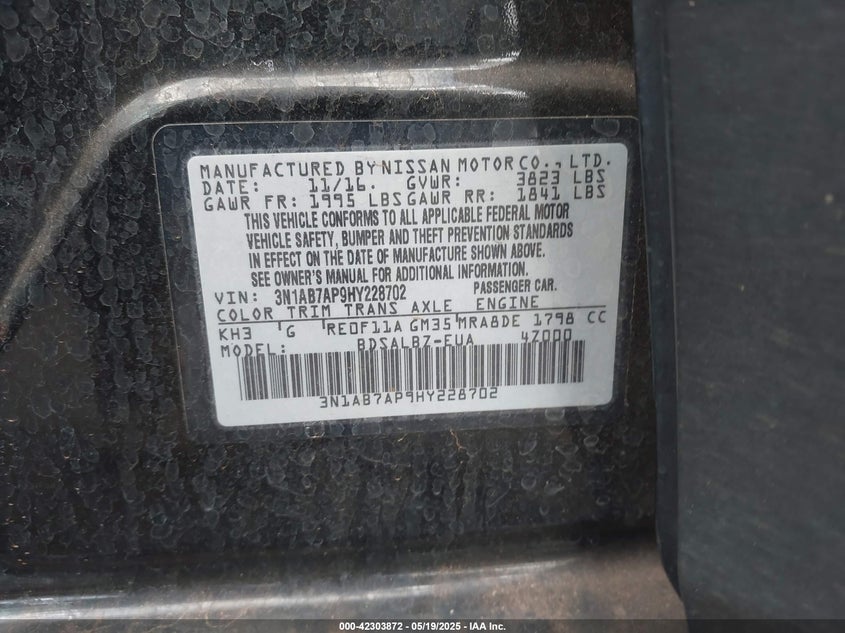 MANUFACTURED BY NISSAN MOTOR CO., LTD.
DATE: 11/16. GVWR: 3823 LBS
GAWR FR: 1995 LBS GAWR RR: 1841 LBS
THIS VEHICLE CONFORMS TO ALL APPLICABLE FEDERAL MOTOR
VEHICLE SAFETY, BUMPER AND THEFT PREVENTION STANDARDS
IN EFFECT ON THE DATE OF MANUFACTURE SHOWN ABOVE.
SEE OWNER'S MANUAL FOR ADDITIONAL INFORMATION.
VIN: 3N1AB7AP9HY228702 PASSENGER CAR.
COLOR TRIM TRANS AXLE ENGINE
KH3 G RE0F11A GM35 MRA8DE 1798 CC
MODEL: BDSALBZ-EUA 4Z000
3N1AB7AP9HY228702
000-42303872 - 05/19/2025 - IAA Inc.